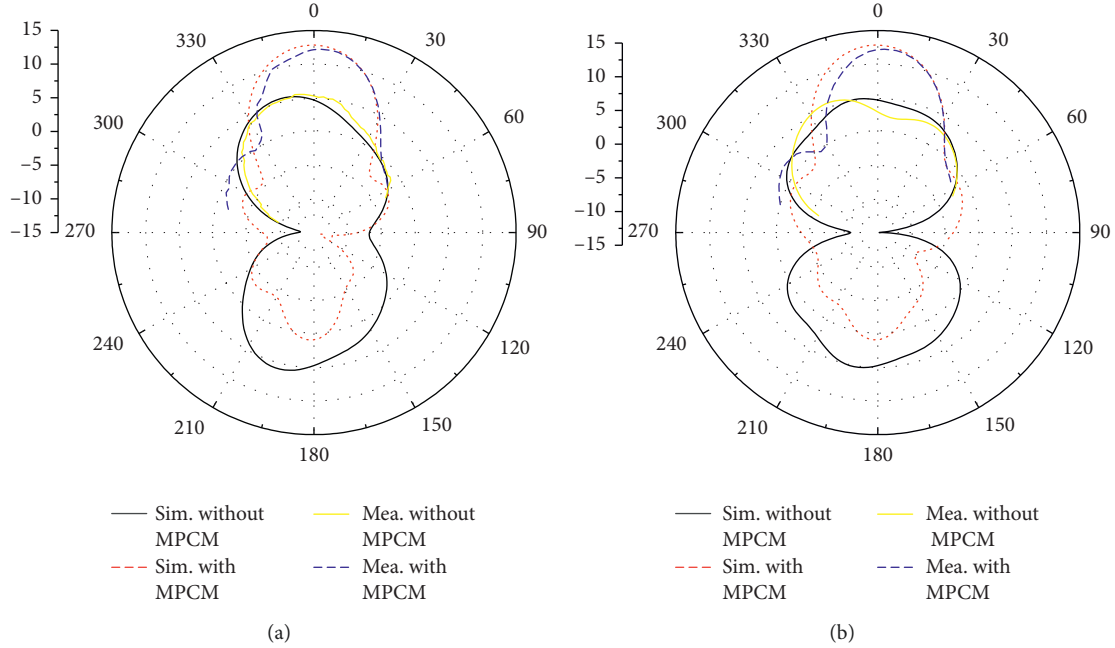 0
30
60
90
120
150
180
210
240
270
300
330
15
10
5
0
−5
−10
−15
Sim. without
MPCM
Sim. with
MPCM
Mea. without
MPCM
Mea. with
MPCM
(a)
0
30
60
90
120
150
180
210
240
270
300
330
15
10
5
0
−5
−10
−15
Sim. without
MPCM
Sim. with
MPCM
Mea. without
MPCM
Mea. with
MPCM
(b)